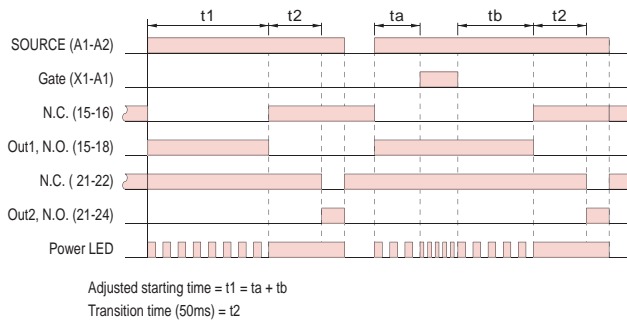 t1 t2 ta tb t2
SOURCE (A1-A2)
Gate (X1-A1)
N.C. (15-16)
Out1, N.O. (15-18)
N.C. ( 21-22)
Out2, N.O. (21-24)
Power LED
Adjusted starting time = t1 = ta + tb
Transition time (50ms) = t2